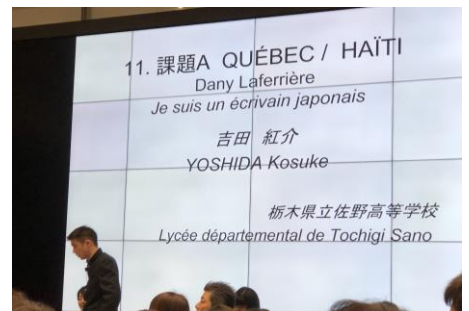 11. 課題A QUÉBEC / HAÏTI
Dany Laferrière
Je suis un écrivain japonais
吉田 紅介
YOSHIDA Kosuke
栃木県立佐野高等学校
Lycée départemental de Tochigi Sano